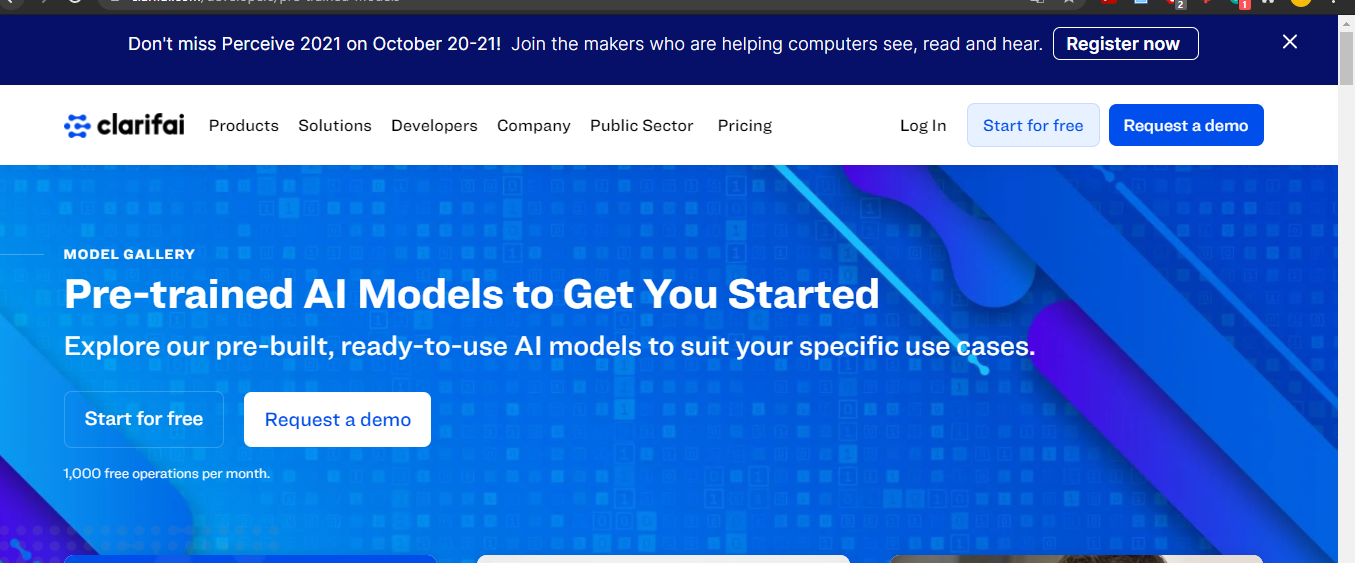 Don't miss Perceive 2021 on October 20-21! Join the makers who are helping computers see, read and hear. Register now
clarifai Products Solutions Developers Company Public Sector Pricing Log In Start for free Request a demo
MODEL GALLERY
Pre-trained AI Models to Get You Started
Explore our pre-built, ready-to-use AI models to suit your specific use cases.
Start for free Request a demo
1,000 free operations per month.